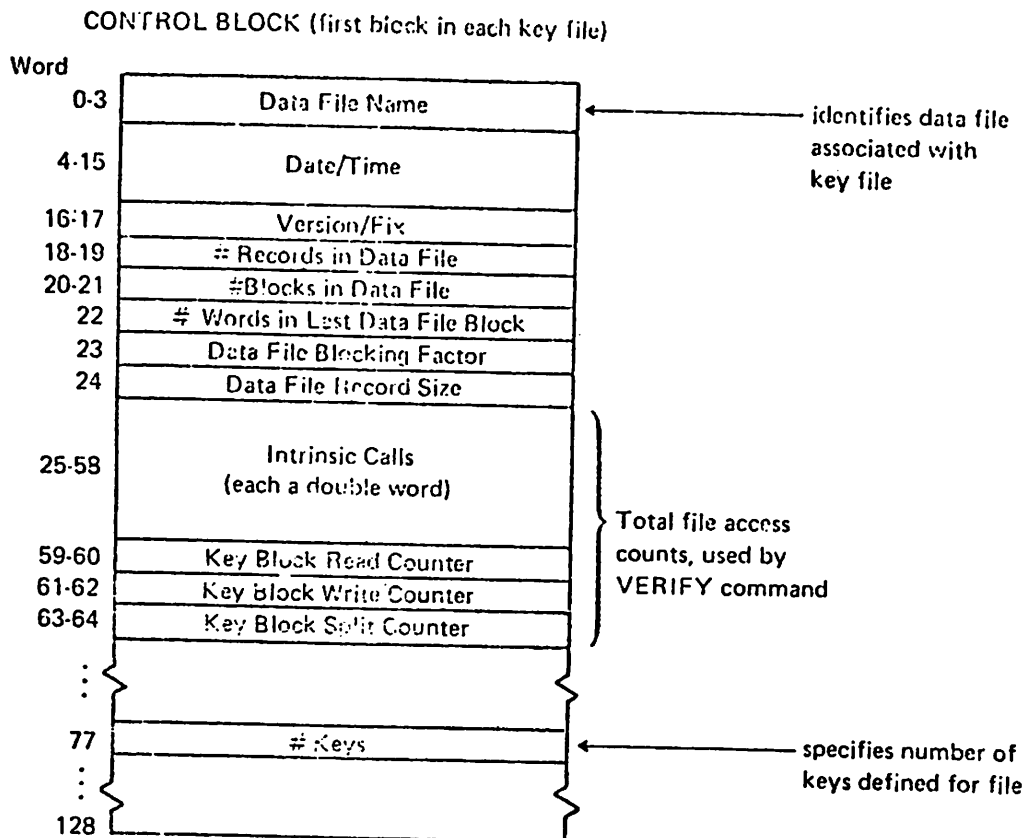 CONTROL BLOCK (first block in each key file)
Word
0-3 Data File Name
identifies data file
associated with
key file
4-15 Date/Time
16-17 Version/Fix
18-19 # Records in Data File
20-21 #Blocks in Data File
22 # Words in Last Data File Block
23 Data File Blocking Factor
24 Data File Record Size
25-58 Intrinsic Calls
(each a double word)
Total file access
counts, used by
VERIFY command
59-60 Key Block Read Counter
61-62 Key Block Write Counter
63-64 Key Block Split Counter
77 # Keys
specifies number of
keys defined for file
128